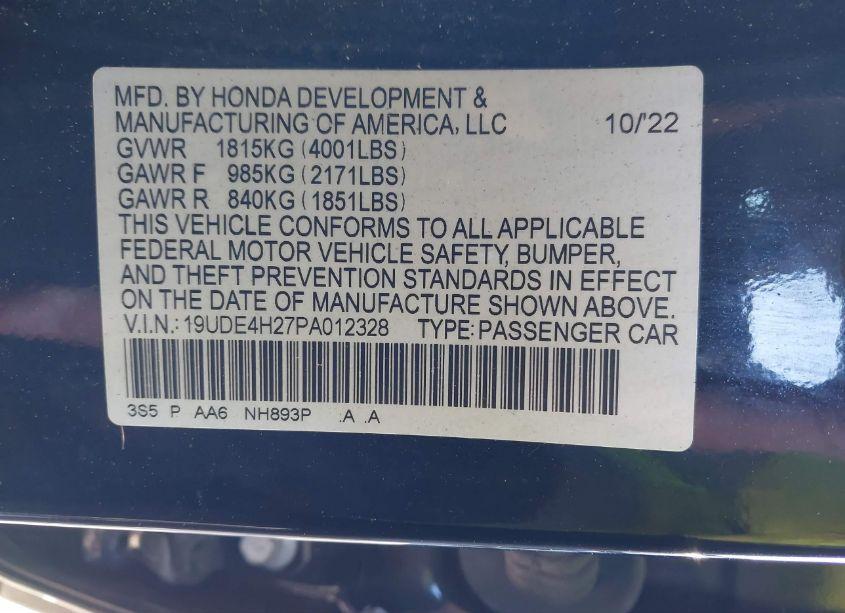 MFD. BY HONDA DEVELOPMENT &
MANUFACTURING OF AMERICA, LLC 10/'22
GVWR 1815KG (4001LBS)
GAWR F 985KG (2171LBS)
GAWR R 840KG (1851LBS)
THIS VEHICLE CONFORMS TO ALL APPLICABLE
FEDERAL MOTOR VEHICLE SAFETY, BUMPER,
AND THEFT PREVENTION STANDARDS IN EFFECT
ON THE DATE OF MANUFACTURE SHOWN ABOVE.
V.I.N.: 19UDE4H27PA012328 TYPE: PASSENGER CAR
3S5 P AA6 NH893P .A .A